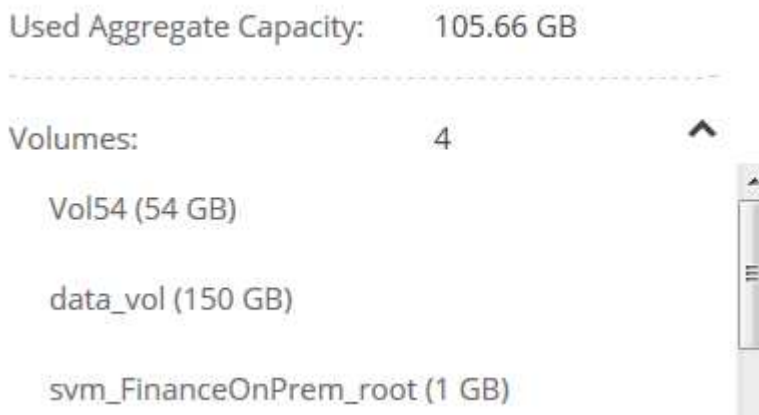 Used Aggregate Capacity: 105.66 GB
Volumes: 4
Vol54 (54 GB)
data_vol (150 GB)
svm_FinanceOnPrem_root (1 GB)